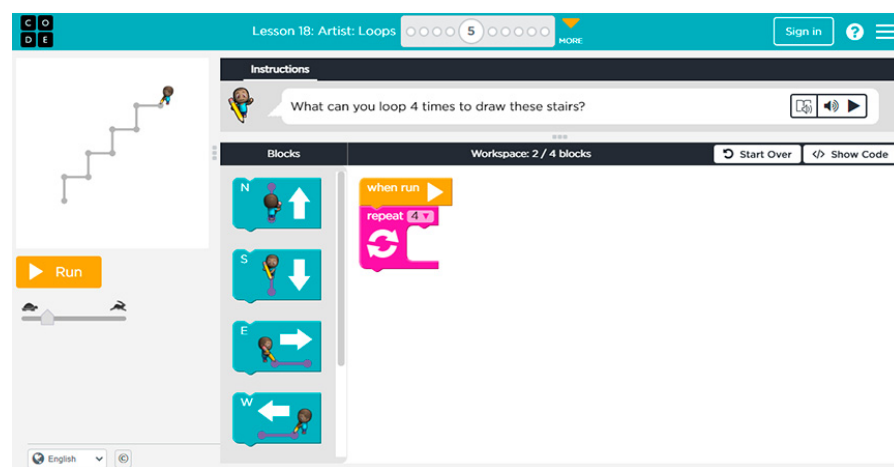 C O
D E
Lesson 18: Artist: Loops
5
MORE
Sign in
?
Instructions
What can you loop 4 times to draw these stairs?
Blocks
Workspace: 2 / 4 blocks
Start Over
</> Show Code
N
S
E
W
when run
repeat 4
Run
English
©